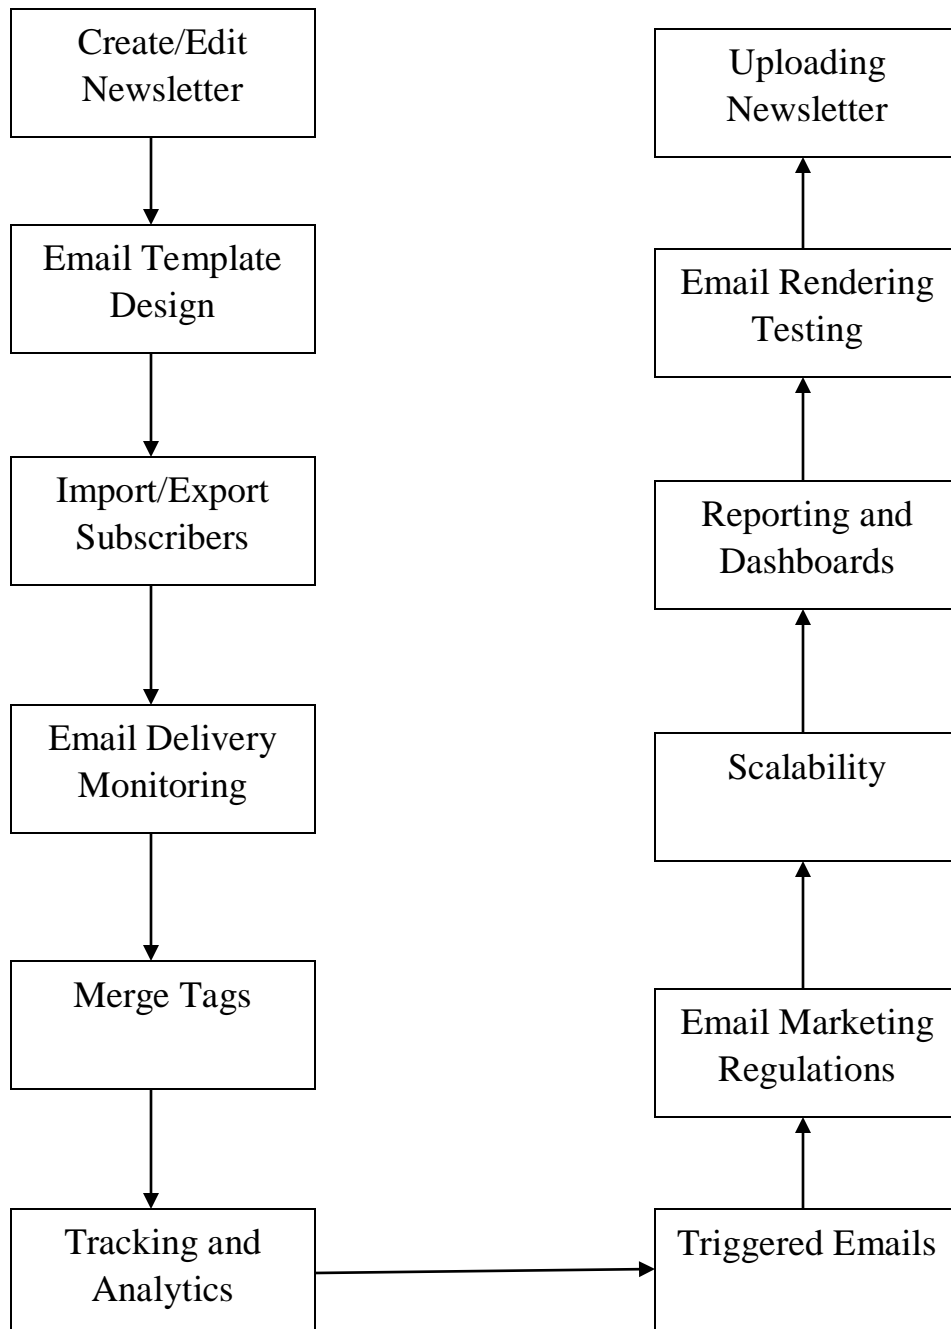 Create/Edit
Newsletter
Email Template
Design
Import/Export
Subscribers
Email Delivery
Monitoring
Merge Tags
Tracking and
Analytics
Triggered Emails
Email Marketing
Regulations
Scalability
Reporting and
Dashboards
Email Rendering
Testing
Uploading
Newsletter